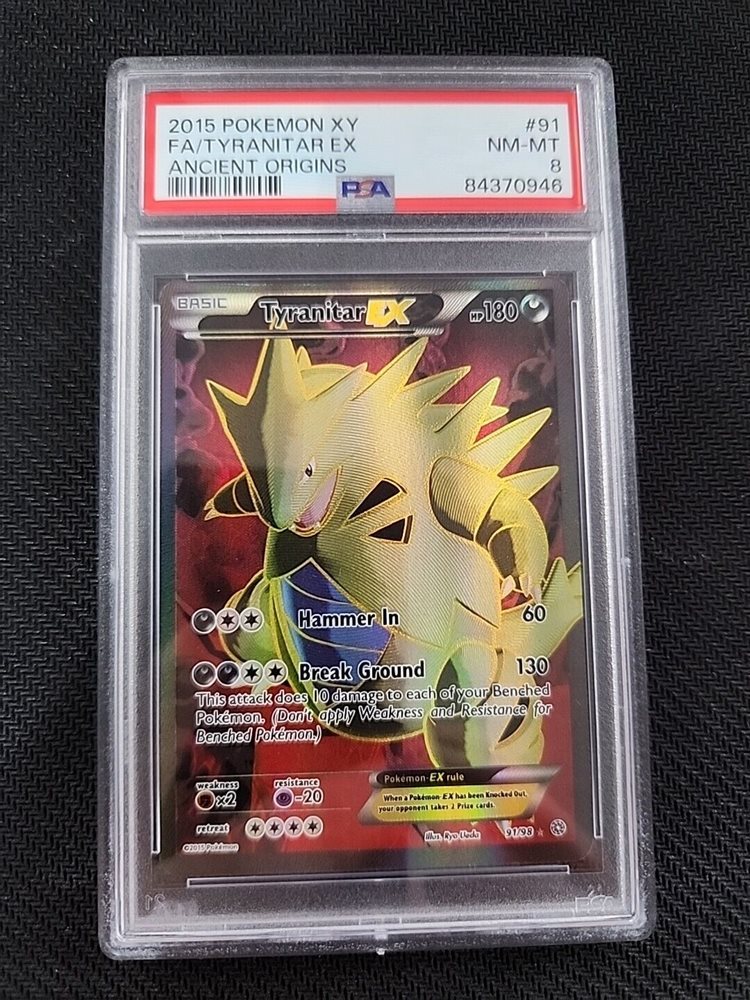 2015 POKEMON XY #91
FA/TYRANITAR EX NM-MT
ANCIENT ORIGINS 8
PSA 84370946
BASIC Tyranitar EX HP180
Hammer In 60
Break Ground 130
This attack does 10 damage to each of your Benched
Pokémon. (Don't apply Weakness and Resistance for
Benched Pokémon.)
Pokémon-EX rule
When a Pokémon-EX has been Knocked Out,
your opponent takes 2 Prize cards.
weakness resistance
×2 -20
retreat
©2015 Pokémon Illus. Ryo Ueda 91/98